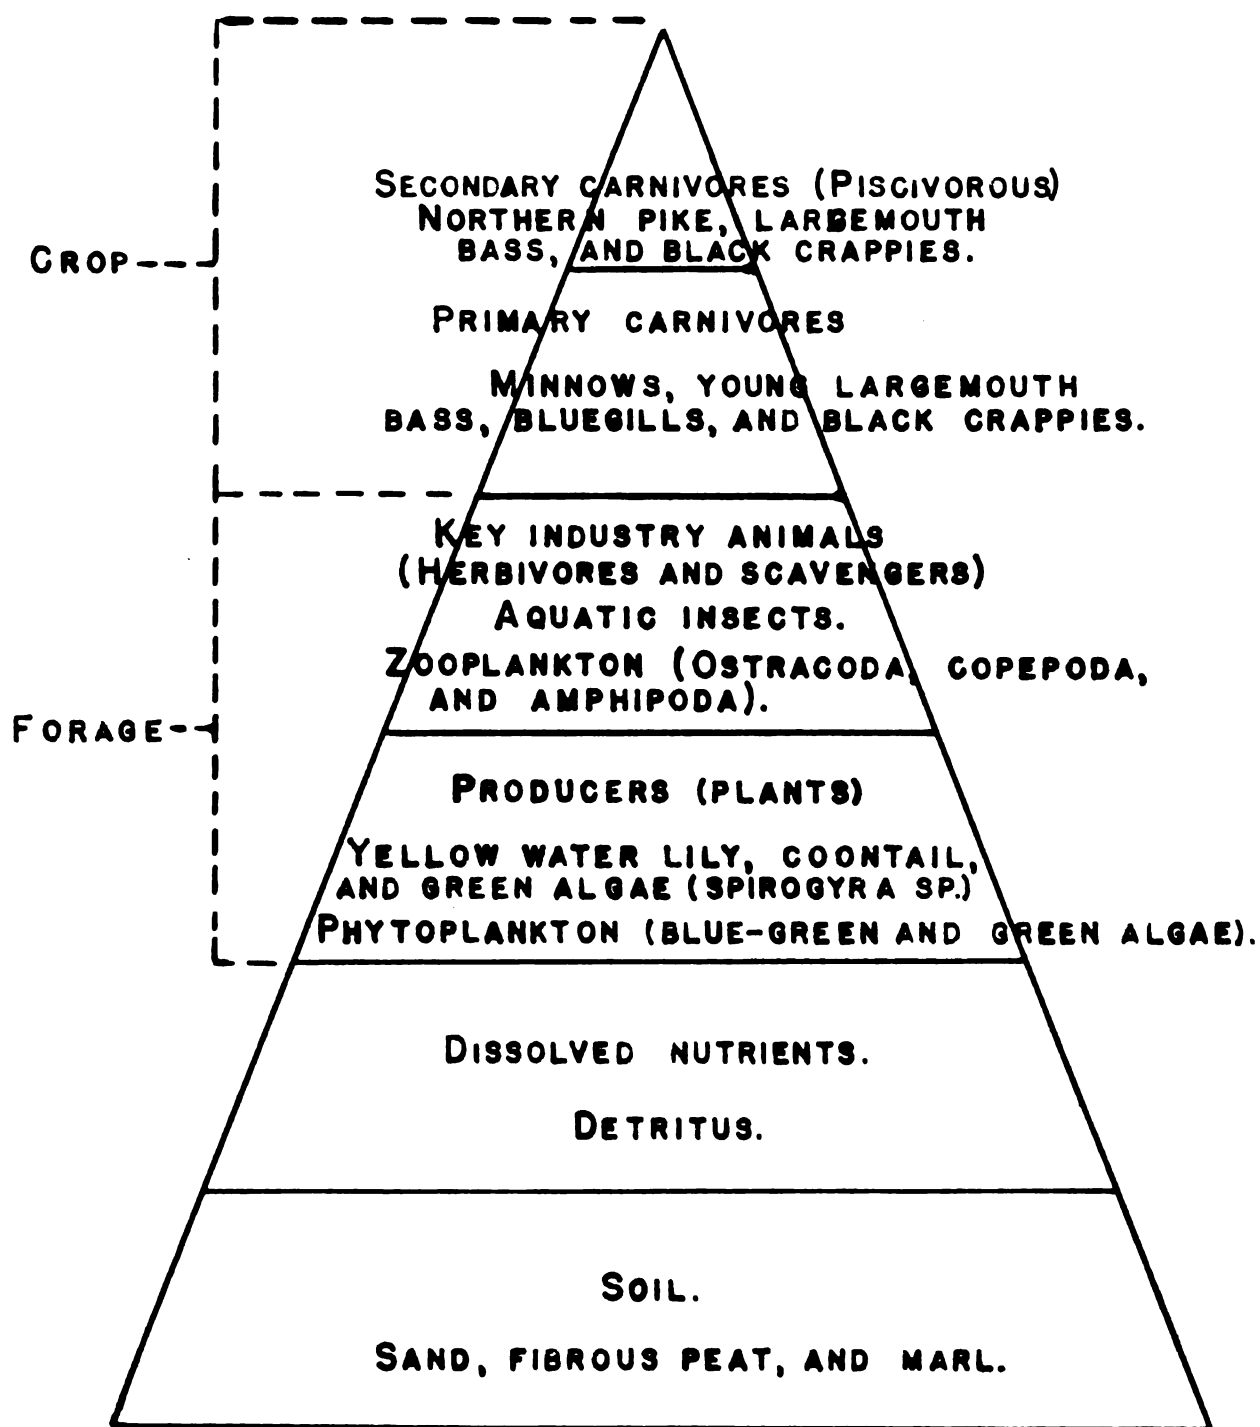 SECONDARY CARNIVORES (PISCIVOROUS)
NORTHERN PIKE, LARGEMOUTH
BASS, AND BLACK CRAPPIES.
CROP
PRIMARY CARNIVORES
MINNOWS, YOUNG LARGEMOUTH
BASS, BLUEGILLS, AND BLACK CRAPPIES.
KEY INDUSTRY ANIMALS
(HERBIVORES AND SCAVENGERS)
AQUATIC INSECTS.
ZOOPLANKTON (OSTRACODA, COPEPODA,
AND AMPHIPODA).
FORAGE
PRODUCERS (PLANTS)
YELLOW WATER LILY, COONTAIL,
AND GREEN ALGAE (SPIROGYRA SP.)
PHYTOPLANKTON (BLUE-GREEN AND GREEN ALGAE).
DISSOLVED NUTRIENTS.
DETRITUS.
SOIL.
SAND, FIBROUS PEAT, AND MARL.